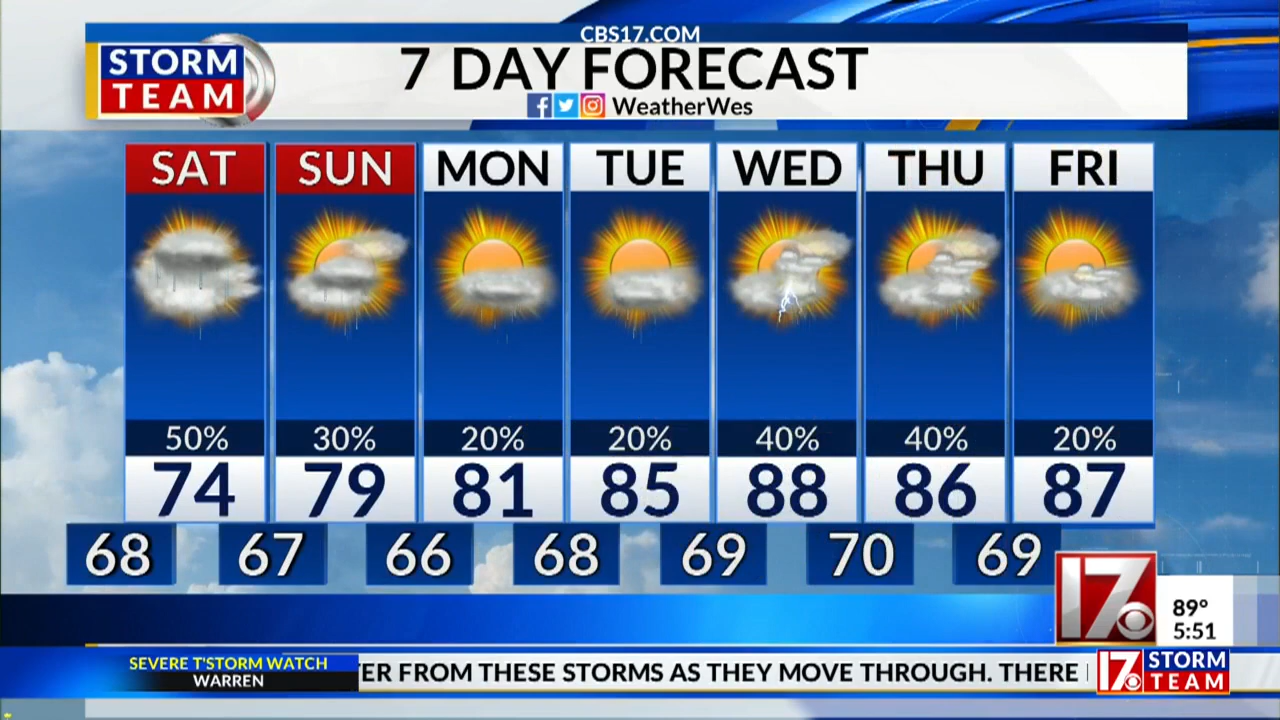 CBS17.COM
STORM TEAM
7 DAY FORECAST
WeatherWes
SAT SUN MON TUE WED THU FRI
50% 30% 20% 20% 40% 40% 20%
74 79 81 85 88 86 87
68 67 66 68 69 70 69
17
89°
5:51
SEVERE T'STORM WATCH
WARREN
ER FROM THESE STORMS AS THEY MOVE THROUGH. THERE
17 STORM TEAM